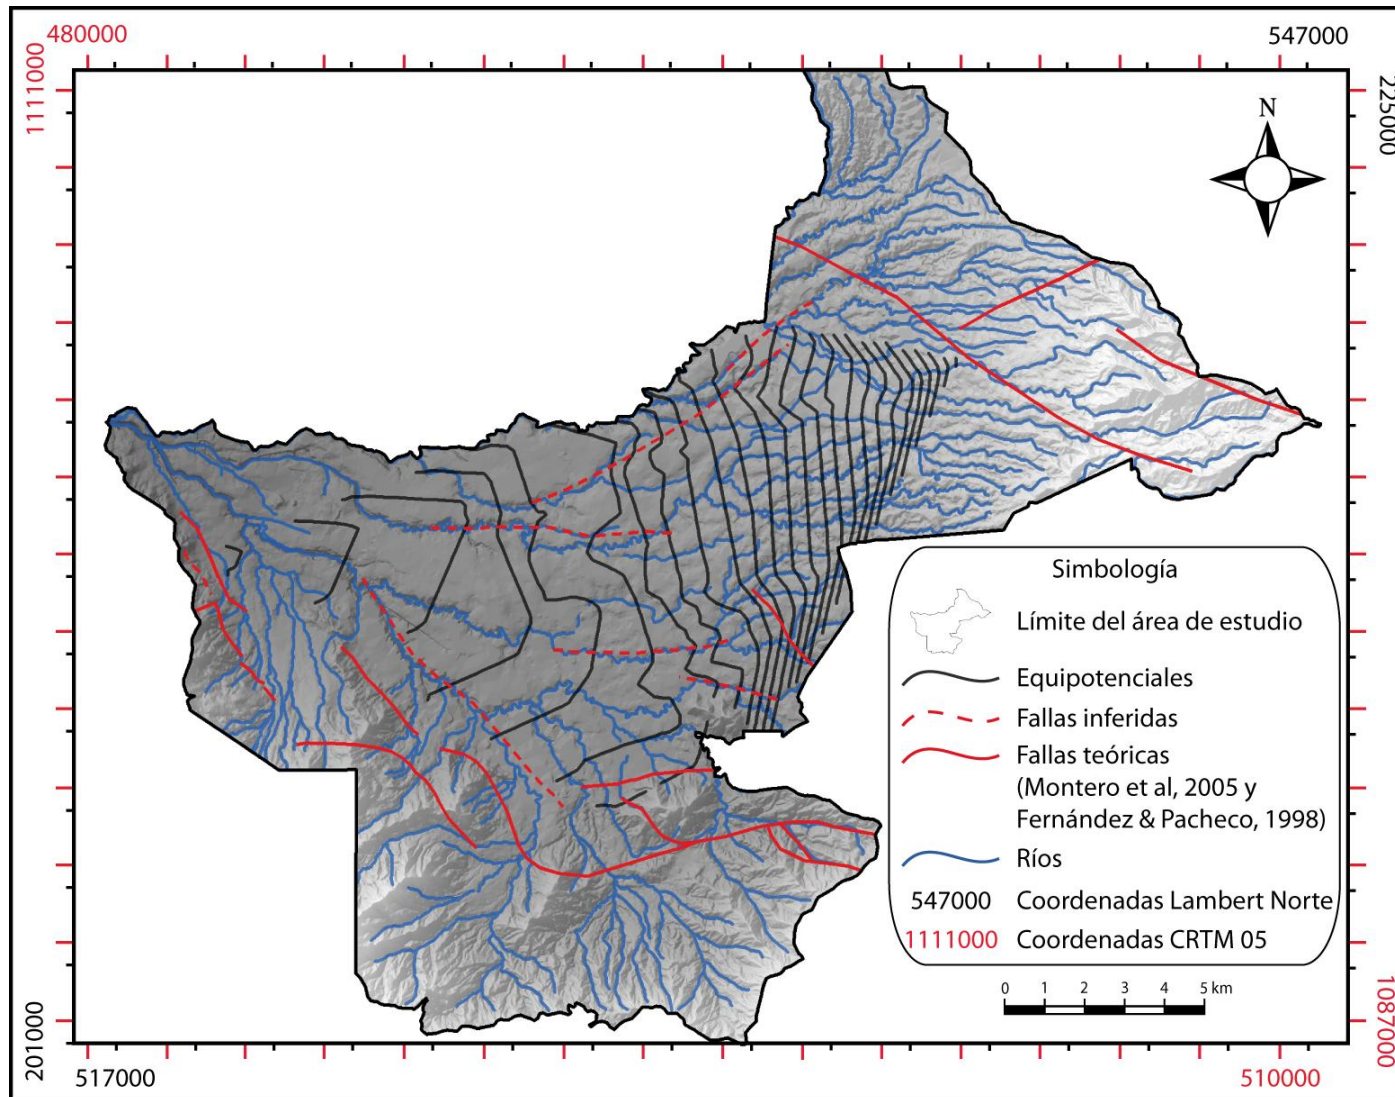 480000
547000
1111000
225000
N
Simbología
Límite del área de estudio
Equipotenciales
Fallas inferidas
Fallas teóricas
(Montero et al, 2005 y
Fernández & Pacheco, 1998)
Ríos
547000 Coordenadas Lambert Norte
1111000 Coordenadas CRTM 05
0 1 2 3 4 5 km
201000
1087000
517000
510000